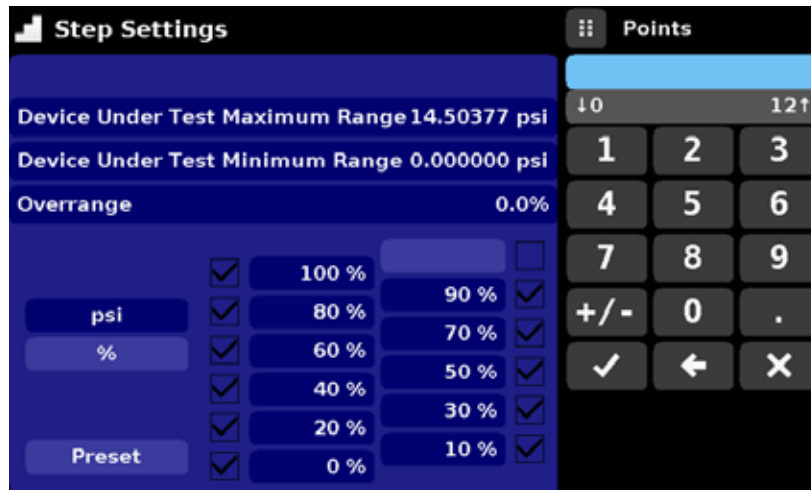 Step Settings
Points
Device Under Test Maximum Range 14.50377 psi
↓0 12↑
Device Under Test Minimum Range 0.000000 psi
1 2 3
Overrange 0.0%
4 5 6
7 8 9
100 %
90 %
psi
80 %
+/- 0 .
70 %
%
60 %
50 %
40 %
30 %
20 %
10 %
Preset
0 %